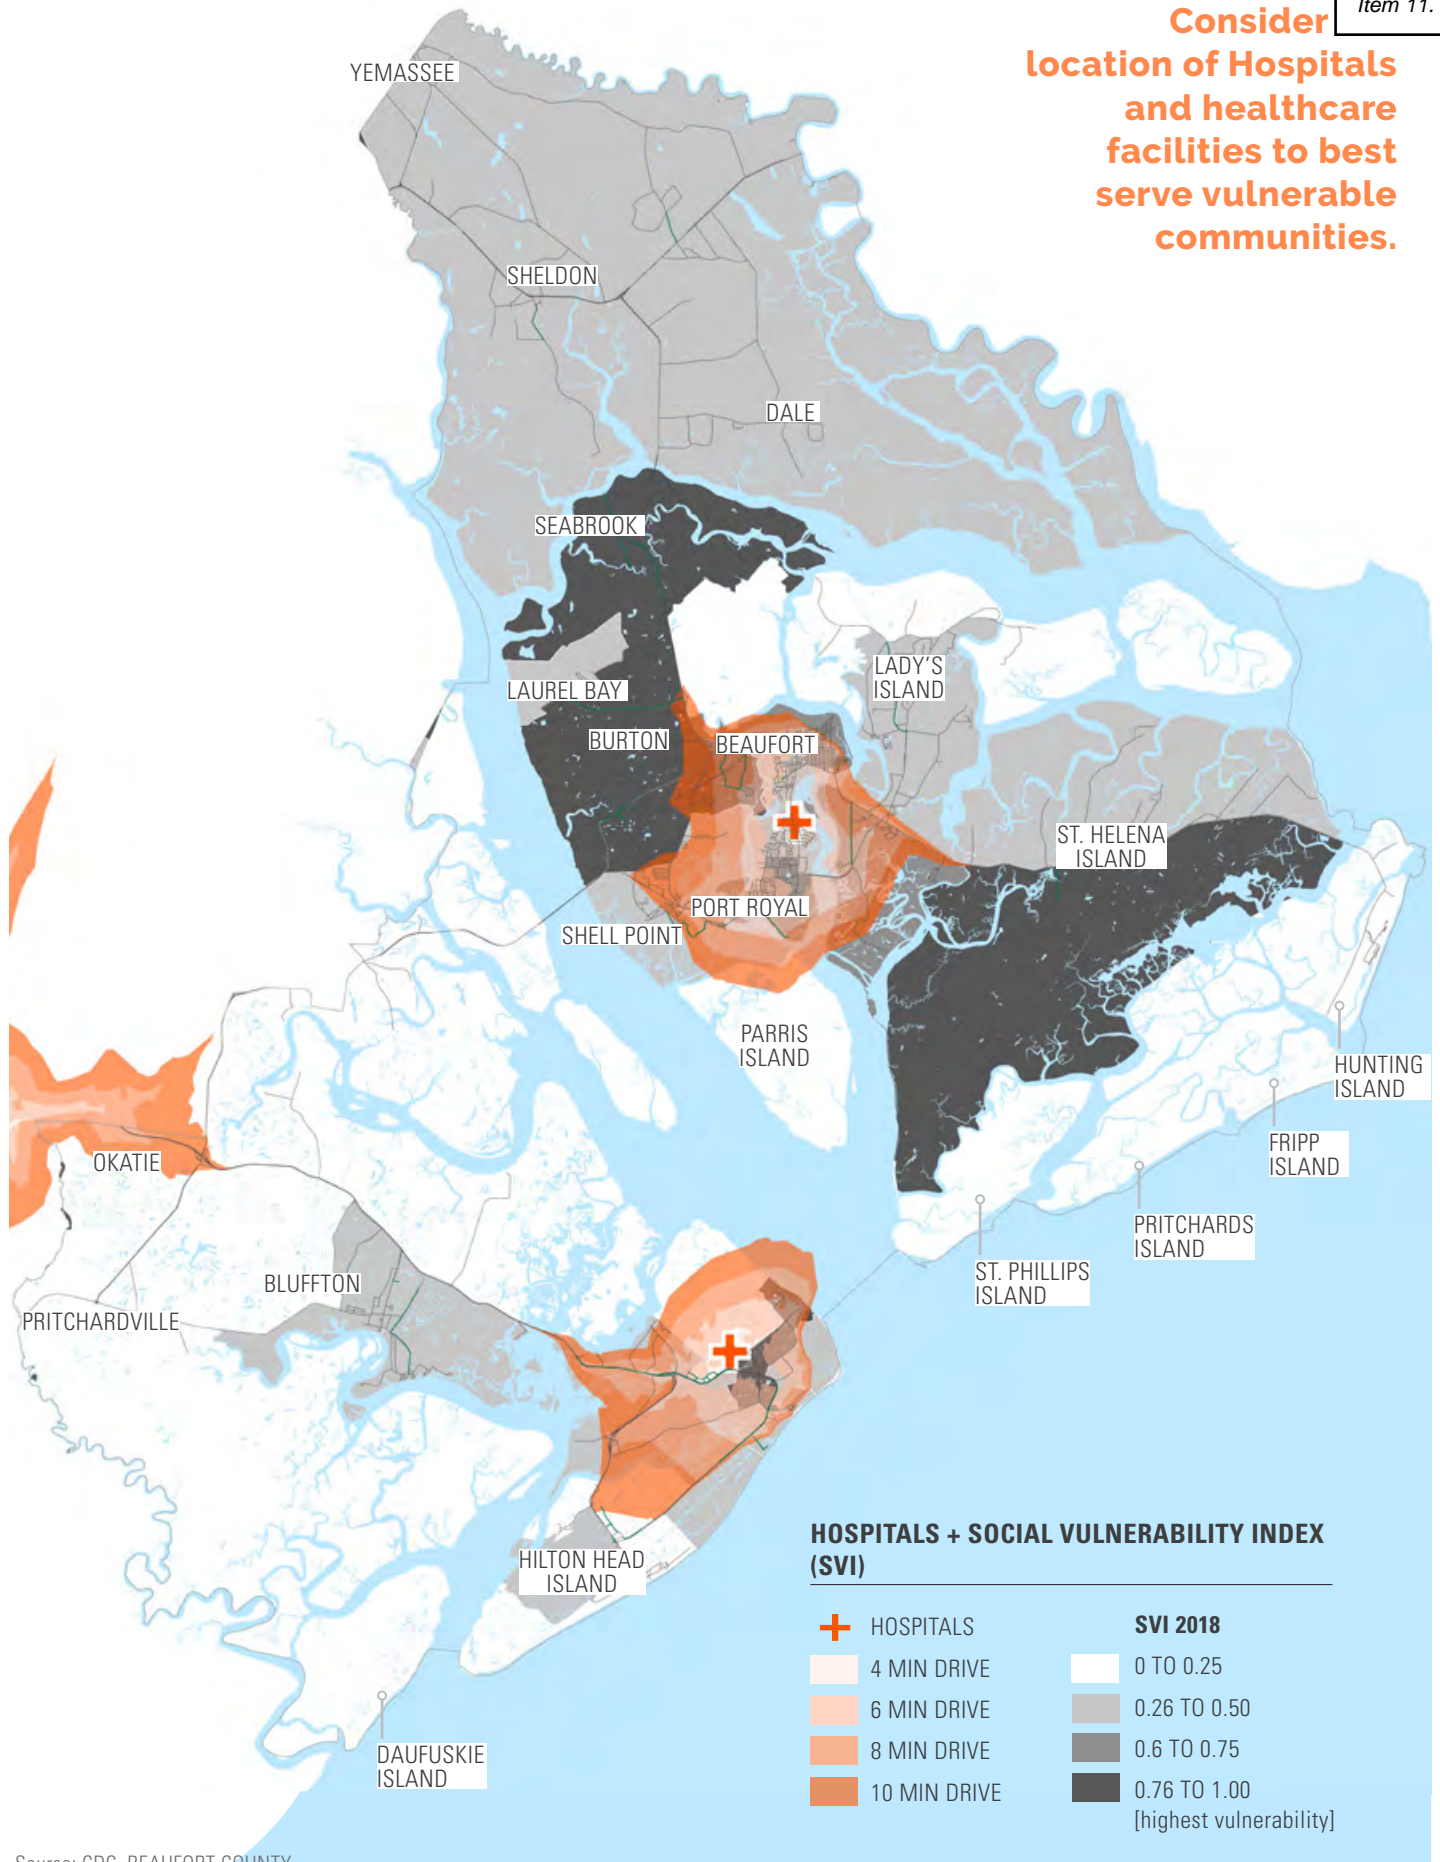 Item 11.
Consider
location of Hospitals
and healthcare
facilities to best
serve vulnerable
communities.
YEMASSEE
SHELDON
DALE
SEABROOK
LADY'S
ISLAND
LAUREL BAY
BURTON
BEAUFORT
ST. HELENA
ISLAND
PORT ROYAL
SHELL POINT
PARRIS
ISLAND
HUNTING
ISLAND
FRIPP
ISLAND
OKATIE
PRITCHARDS
ISLAND
ST. PHILLIPS
ISLAND
BLUFFTON
PRITCHARDVILLE
HILTON HEAD
ISLAND
DAUFUSKIE
ISLAND
HOSPITALS + SOCIAL VULNERABILITY INDEX
(SVI)
HOSPITALS
4 MIN DRIVE
6 MIN DRIVE
8 MIN DRIVE
10 MIN DRIVE
SVI 2018
0 TO 0.25
0.26 TO 0.50
0.6 TO 0.75
0.76 TO 1.00
[highest vulnerability]
Source: CDC, BEAUFORT COUNTY